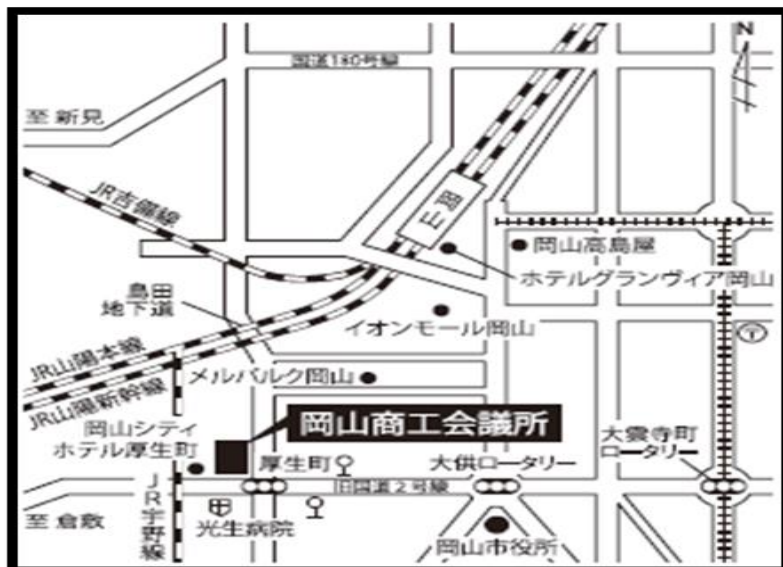 N
国道180号線
至 新見
JR吉備線
岡山
岡山高島屋
ホテルグランヴィア岡山
島田
地下道
イオンモール岡山
JR山陽本線
JR山陽新幹線
メルパルク岡山
岡山商工会議所
岡山シティ
ホテル厚生町
厚生町
大供ロータリー
大雲寺町
ロータリー
JR宇野線
旧国道2号線
至 倉敷
光生病院
岡山市役所